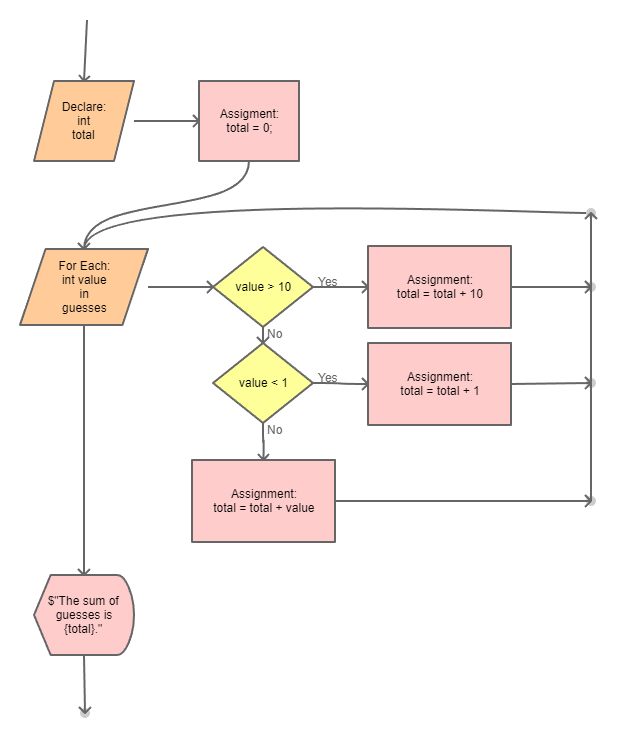 Declare:
int
total
Assigment:
total = 0;
For Each:
int value
in
guesses
value > 10
Yes
Assignment:
total = total + 10
No
value < 1
Yes
Assignment:
total = total + 1
No
Assignment:
total = total + value
$"The sum of
guesses is
{total}."